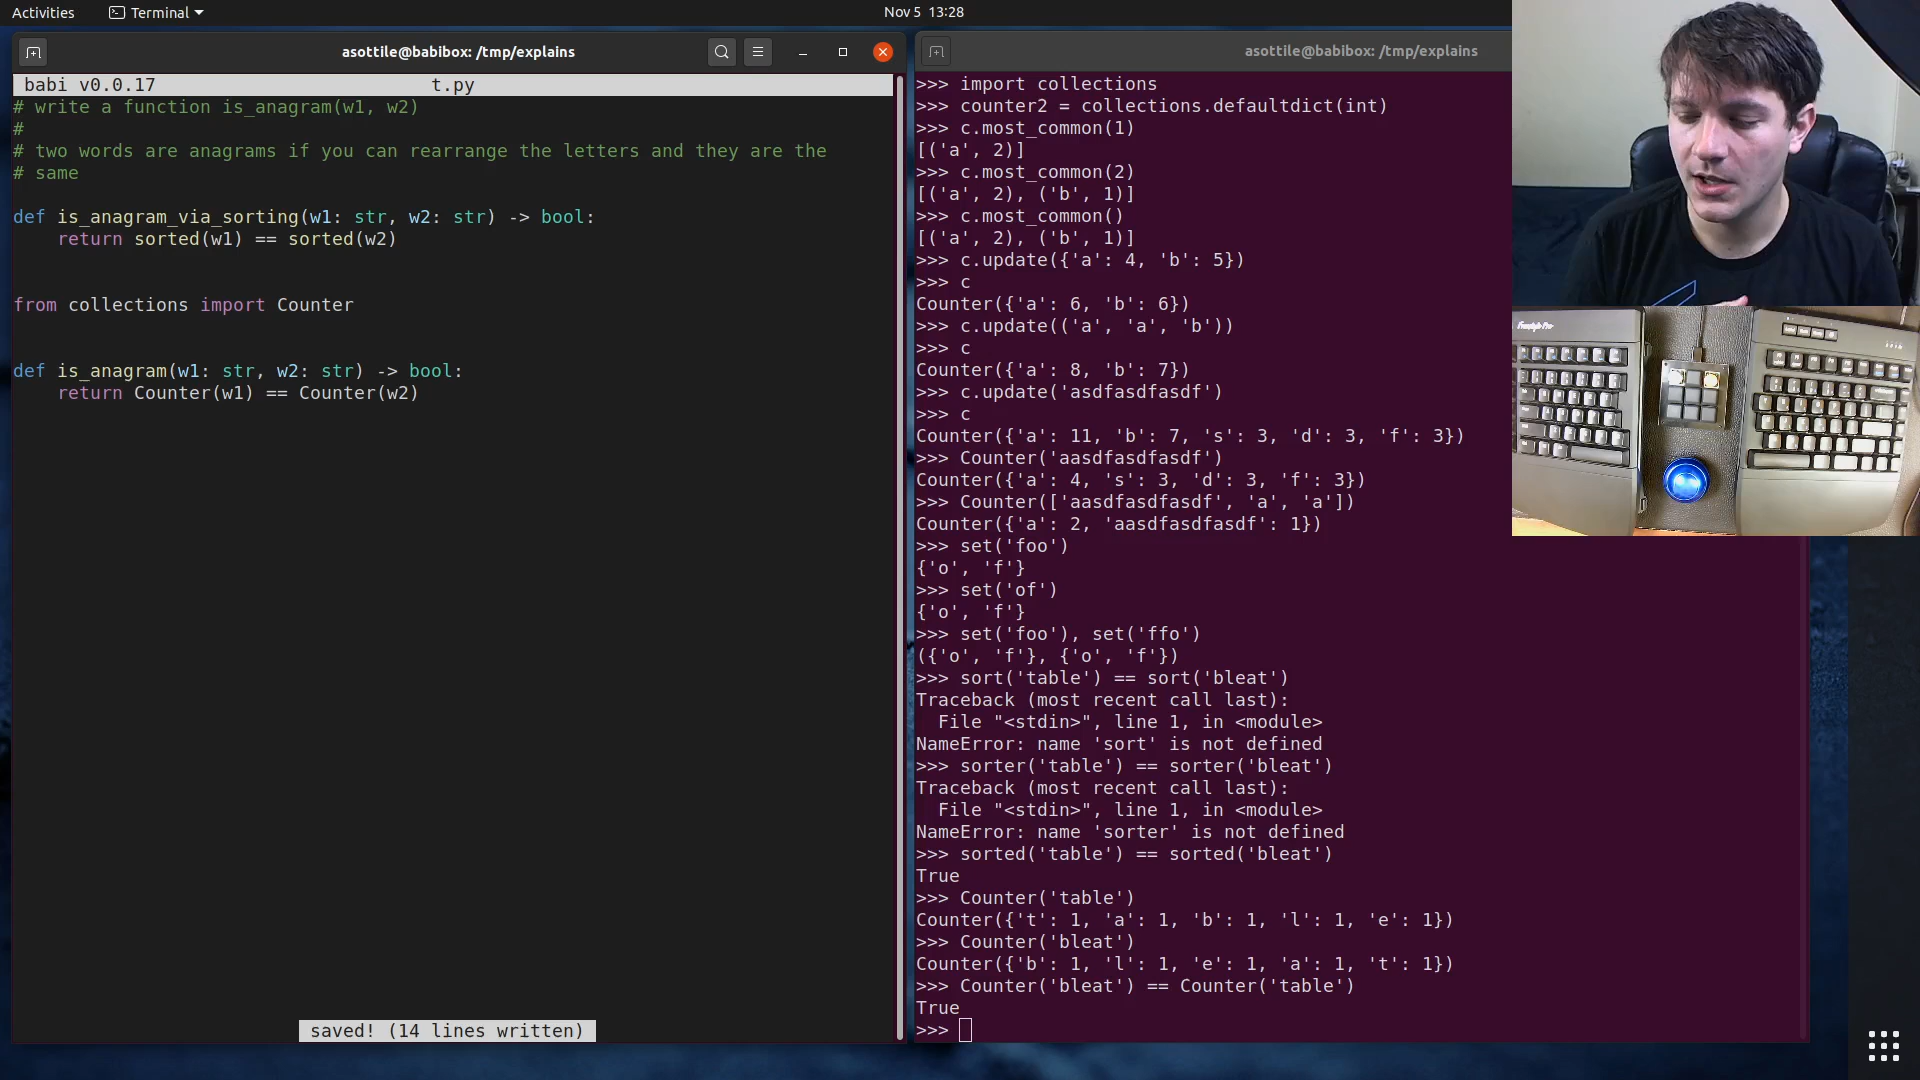 Activities
Terminal
Nov 5 13:28
asottile@babibox: /tmp/explains
babi v0.0.17
t.py
# write a function is_anagram(w1, w2)
#
# two words are anagrams if you can rearrange the letters and they are the
# same
def is_anagram_via_sorting(w1: str, w2: str) -> bool:
    return sorted(w1) == sorted(w2)
from collections import Counter
def is_anagram(w1: str, w2: str) -> bool:
    return Counter(w1) == Counter(w2)
saved! (14 lines written)
asottile@babibox: /tmp/explains
>>> import collections
>>> counter2 = collections.defaultdict(int)
>>> c.most_common(1)
[('a', 2)]
>>> c.most_common(2)
[('a', 2), ('b', 1)]
>>> c.most_common()
[('a', 2), ('b', 1)]
>>> c.update({'a': 4, 'b': 5})
>>> c
Counter({'a': 6, 'b': 6})
>>> c.update(('a', 'a', 'b'))
>>> c
Counter({'a': 8, 'b': 7})
>>> c.update('asdfasdfasdf')
>>> c
Counter({'a': 11, 'b': 7, 's': 3, 'd': 3, 'f': 3})
>>> Counter('aasdfasdfasdf')
Counter({'a': 4, 's': 3, 'd': 3, 'f': 3})
>>> Counter(['aasdfasdfasdf', 'a', 'a'])
Counter({'a': 2, 'aasdfasdfasdf': 1})
>>> set('foo')
{'o', 'f'}
>>> set('of')
{'o', 'f'}
>>> set('foo'), set('ffo')
({'o', 'f'}, {'o', 'f'})
>>> sort('table') == sort('bleat')
Traceback (most recent call last):
  File "<stdin>", line 1, in <module>
NameError: name 'sort' is not defined
>>> sorter('table') == sorter('bleat')
Traceback (most recent call last):
  File "<stdin>", line 1, in <module>
NameError: name 'sorter' is not defined
>>> sorted('table') == sorted('bleat')
True
>>> Counter('table')
Counter({'t': 1, 'a': 1, 'b': 1, 'l': 1, 'e': 1})
>>> Counter('bleat')
Counter({'b': 1, 'l': 1, 'e': 1, 'a': 1, 't': 1})
>>> Counter('bleat') == Counter('table')
True
>>>
Freestyle Pro